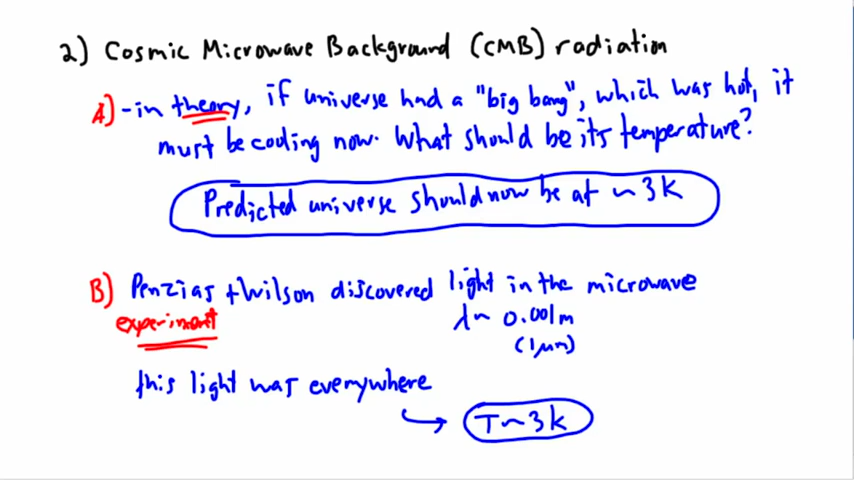 2) Cosmic Microwave Background (CMB) radiation
A) - in theory, if universe had a "big bang", which was hot, it
must be cooling now. What should be its temperature?
Predicted universe should now be at ~ 3K
B) Penzias + Wilson discovered light in the microwave
experiment
λ ~ 0.001m
(1mm)
this light was everywhere
→ T ~ 3K